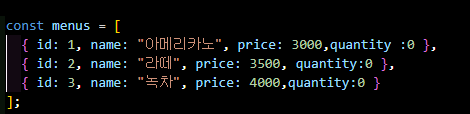 const menus = [
{ id: 1, name: "아메리카노", price: 3000,quantity :0 },
{ id: 2, name: "라떼", price: 3500, quantity:0 },
{ id: 3, name: "녹차", price: 4000,quantity:0 }
];